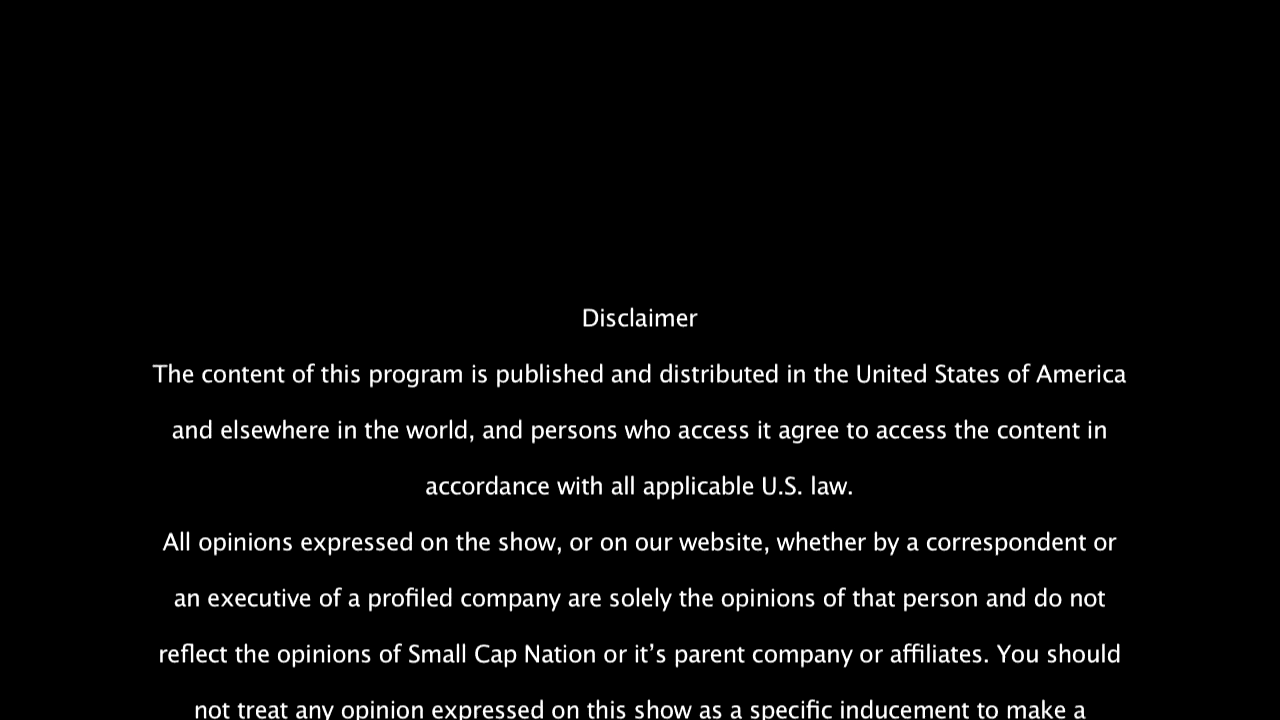 Disclaimer
The content of this program is published and distributed in the United States of America
and elsewhere in the world, and persons who access it agree to access the content in
accordance with all applicable U.S. law.
All opinions expressed on the show, or on our website, whether by a correspondent or
an executive of a profiled company are solely the opinions of that person and do not
reflect the opinions of Small Cap Nation or it’s parent company or affiliates. You should
not treat any opinion expressed on this show as a specific inducement to make a